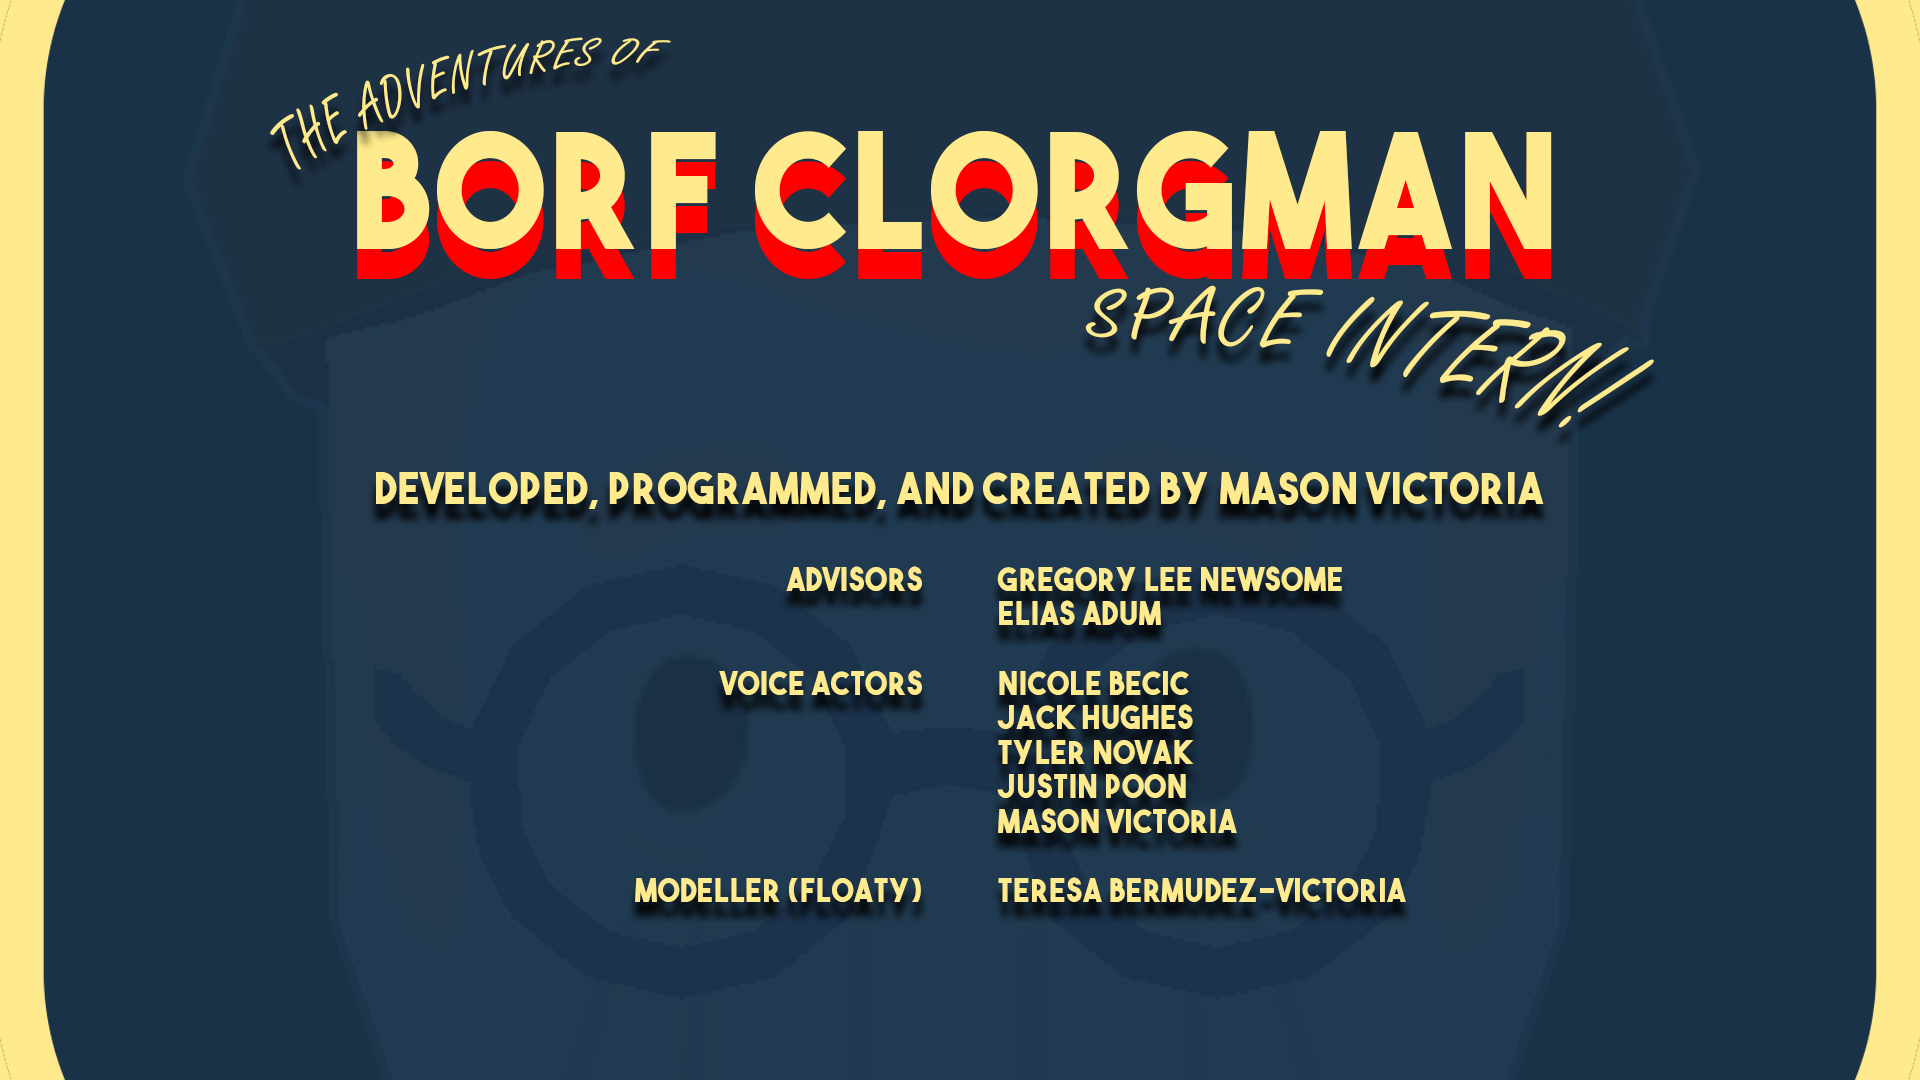 THE ADVENTURES OF
BORF CLORGMAN
SPACE INTERN!
DEVELOPED, PROGRAMMED, AND CREATED BY MASON VICTORIA
ADVISORS GREGORY LEE NEWSOME
ELIAS ADUM
VOICE ACTORS NICOLE BECIC
JACK HUGHES
TYLER NOVAK
JUSTIN POON
MASON VICTORIA
MODELLER (FLOATY) TERESA BERMUDEZ-VICTORIA